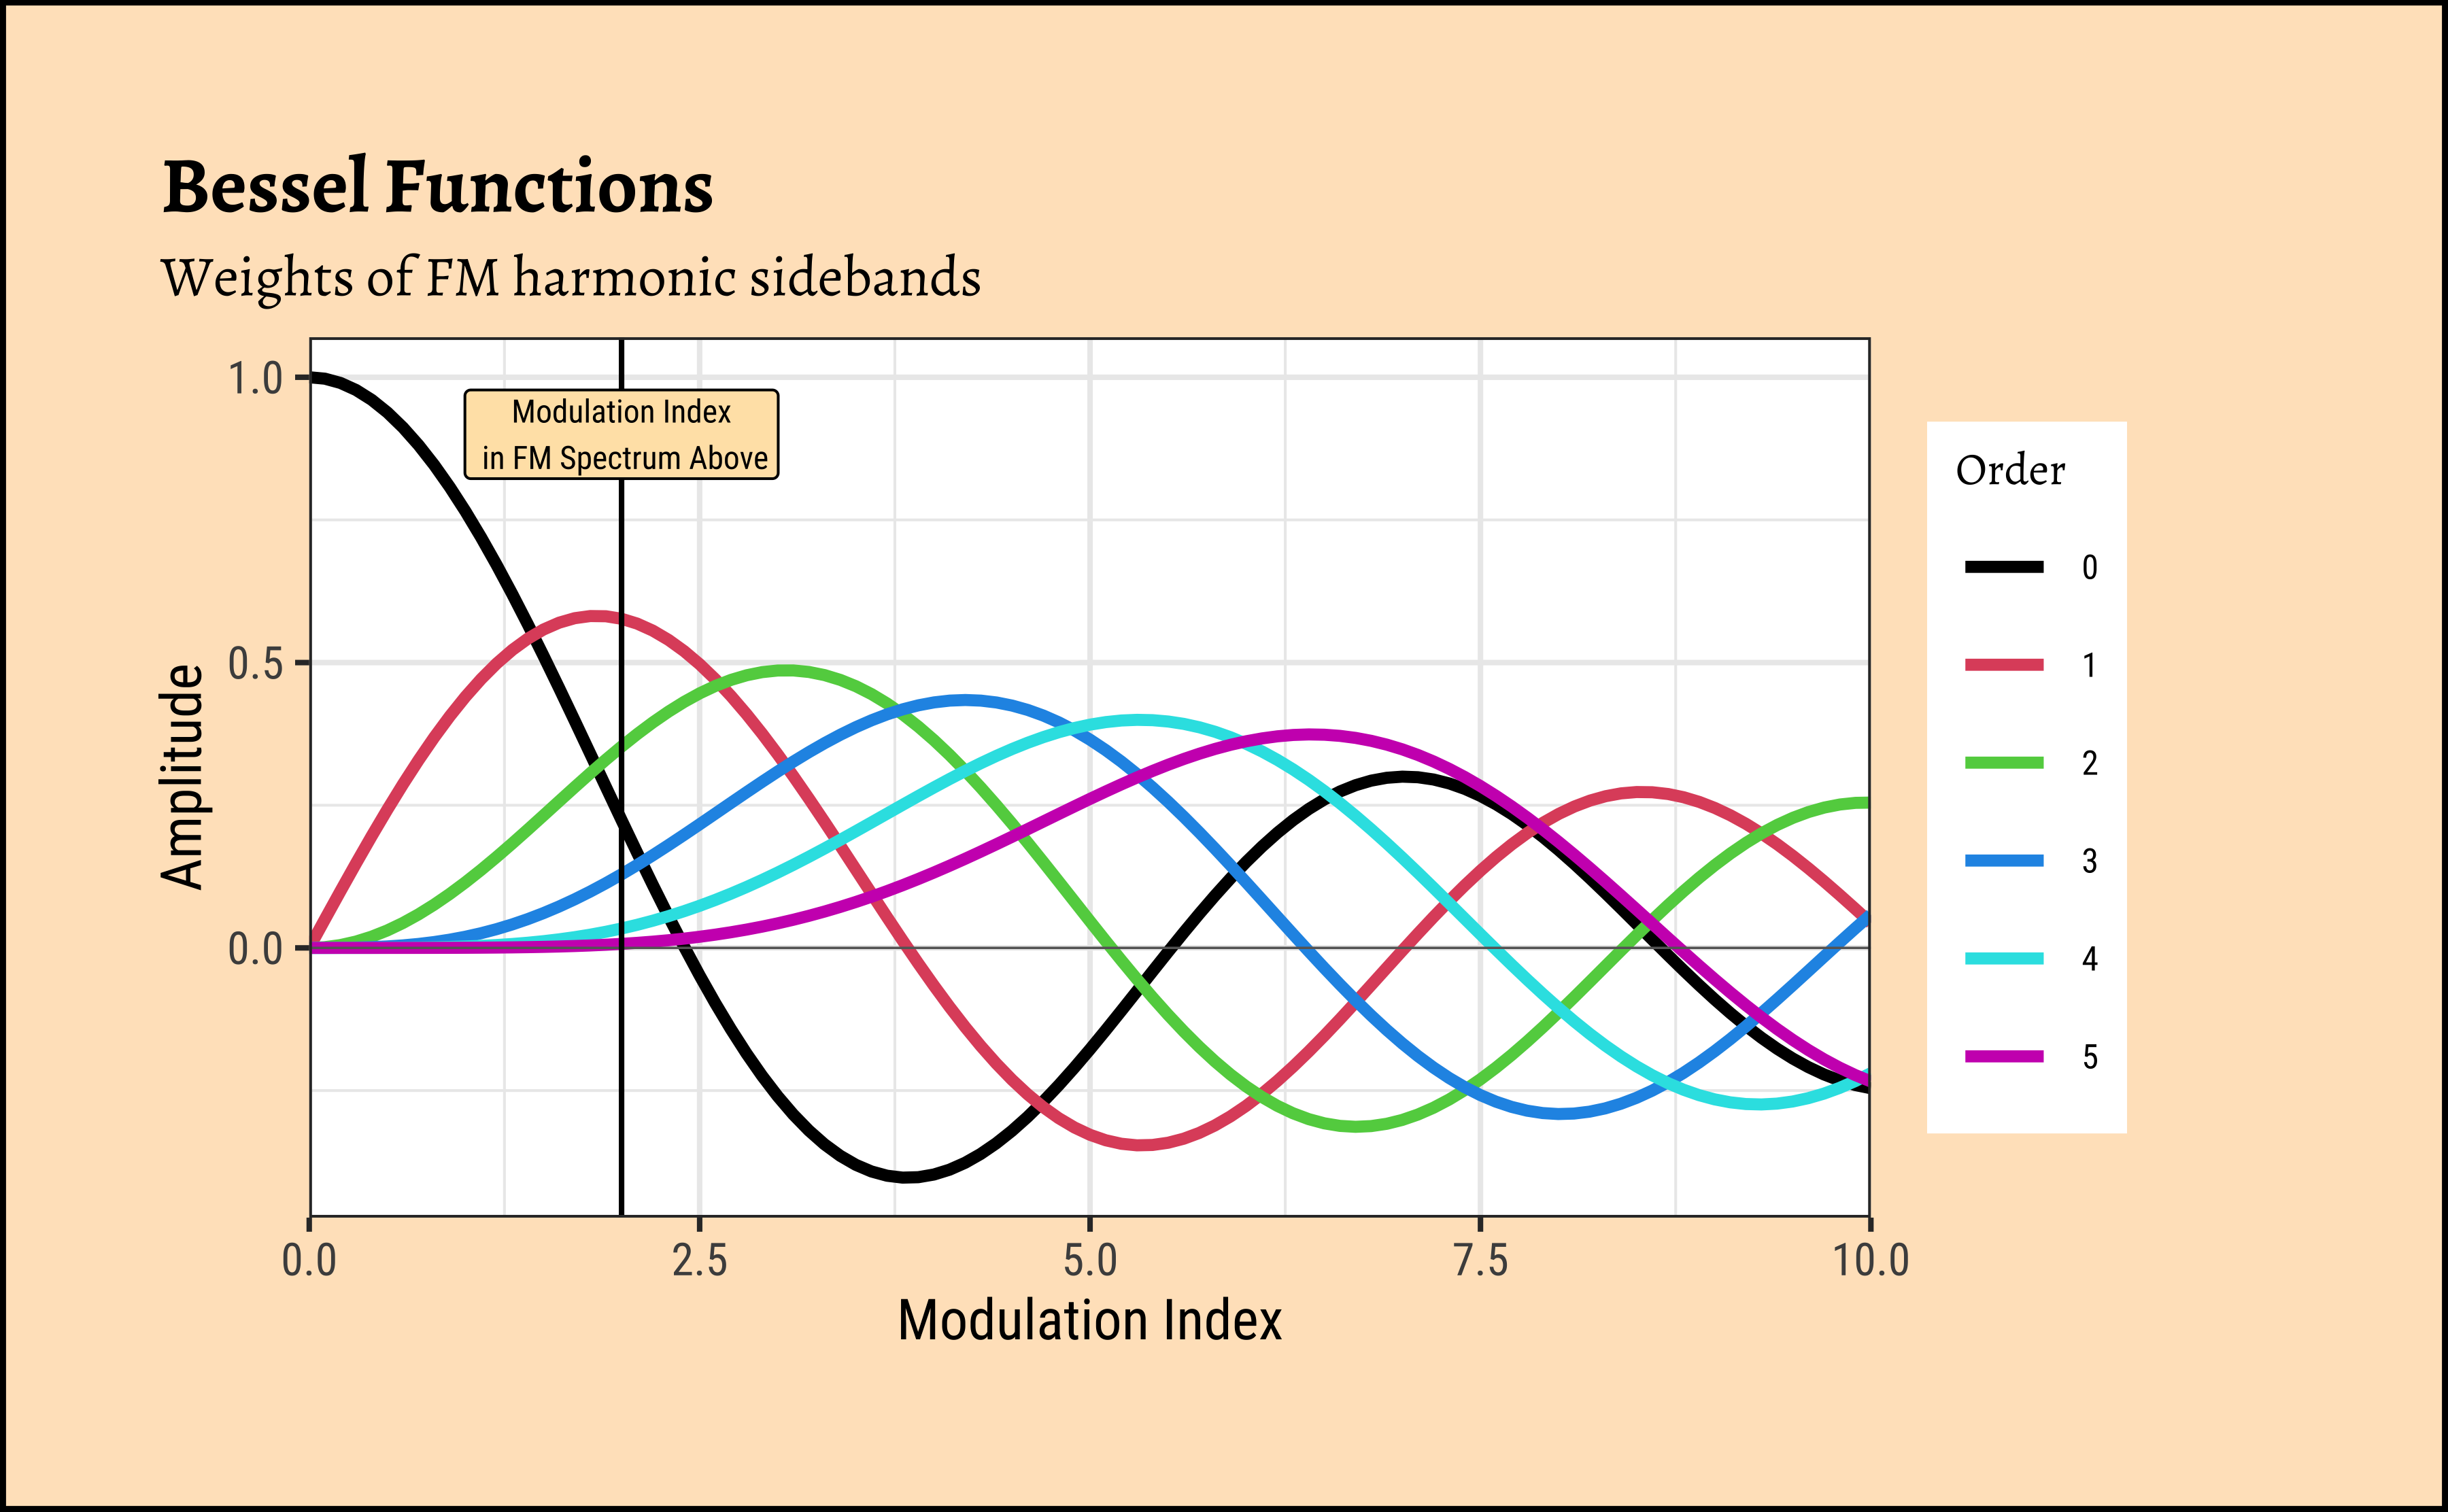 Bessel Functions
Weights of FM harmonic sidebands
Modulation Index
in FM Spectrum Above
Amplitude
1.0
0.5
0.0
0.0 2.5 5.0 7.5 10.0
Modulation Index
Order
0
1
2
3
4
5